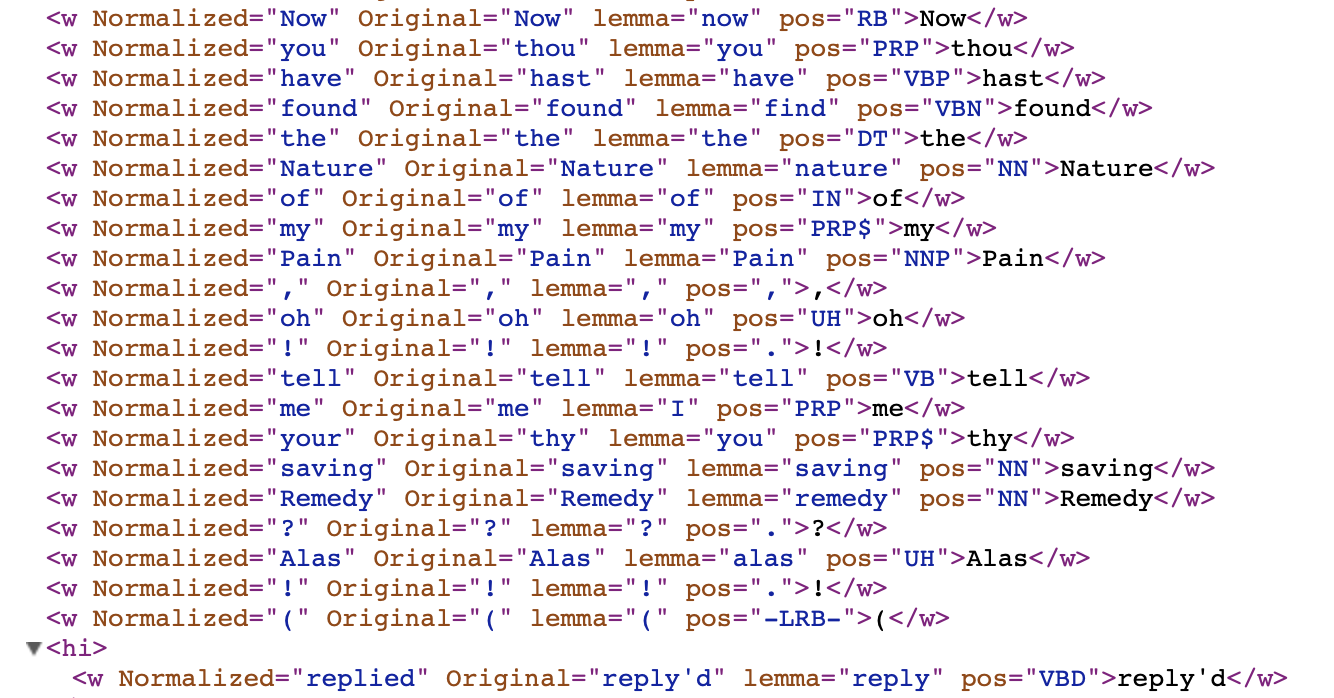 <w Normalized="Now" Original="Now" lemma="now" pos="RB">Now</w>
<w Normalized="you" Original="thou" lemma="you" pos="PRP">thou</w>
<w Normalized="have" Original="hast" lemma="have" pos="VBP">hast</w>
<w Normalized="found" Original="found" lemma="find" pos="VBN">found</w>
<w Normalized="the" Original="the" lemma="the" pos="DT">the</w>
<w Normalized="Nature" Original="Nature" lemma="nature" pos="NN">Nature</w>
<w Normalized="of" Original="of" lemma="of" pos="IN">of</w>
<w Normalized="my" Original="my" lemma="my" pos="PRP$">my</w>
<w Normalized="Pain" Original="Pain" lemma="Pain" pos="NNP">Pain</w>
<w Normalized="," Original="," lemma="," pos=",">,</w>
<w Normalized="oh" Original="oh" lemma="oh" pos="UH">oh</w>
<w Normalized="!" Original="!" lemma="!" pos=".">!</w>
<w Normalized="tell" Original="tell" lemma="tell" pos="VB">tell</w>
<w Normalized="me" Original="me" lemma="I" pos="PRP">me</w>
<w Normalized="your" Original="thy" lemma="you" pos="PRP$">thy</w>
<w Normalized="saving" Original="saving" lemma="saving" pos="NN">saving</w>
<w Normalized="Remedy" Original="Remedy" lemma="remedy" pos="NN">Remedy</w>
<w Normalized="?" Original="?" lemma="?" pos=".">?</w>
<w Normalized="Alas" Original="Alas" lemma="alas" pos="UH">Alas</w>
<w Normalized="!" Original="!" lemma="!" pos=".">!</w>
<w Normalized="(" Original="(" lemma="(" pos="-LRB-">(</w>
<hi>
<w Normalized="replied" Original="reply'd" lemma="reply" pos="VBD">reply'd</w>